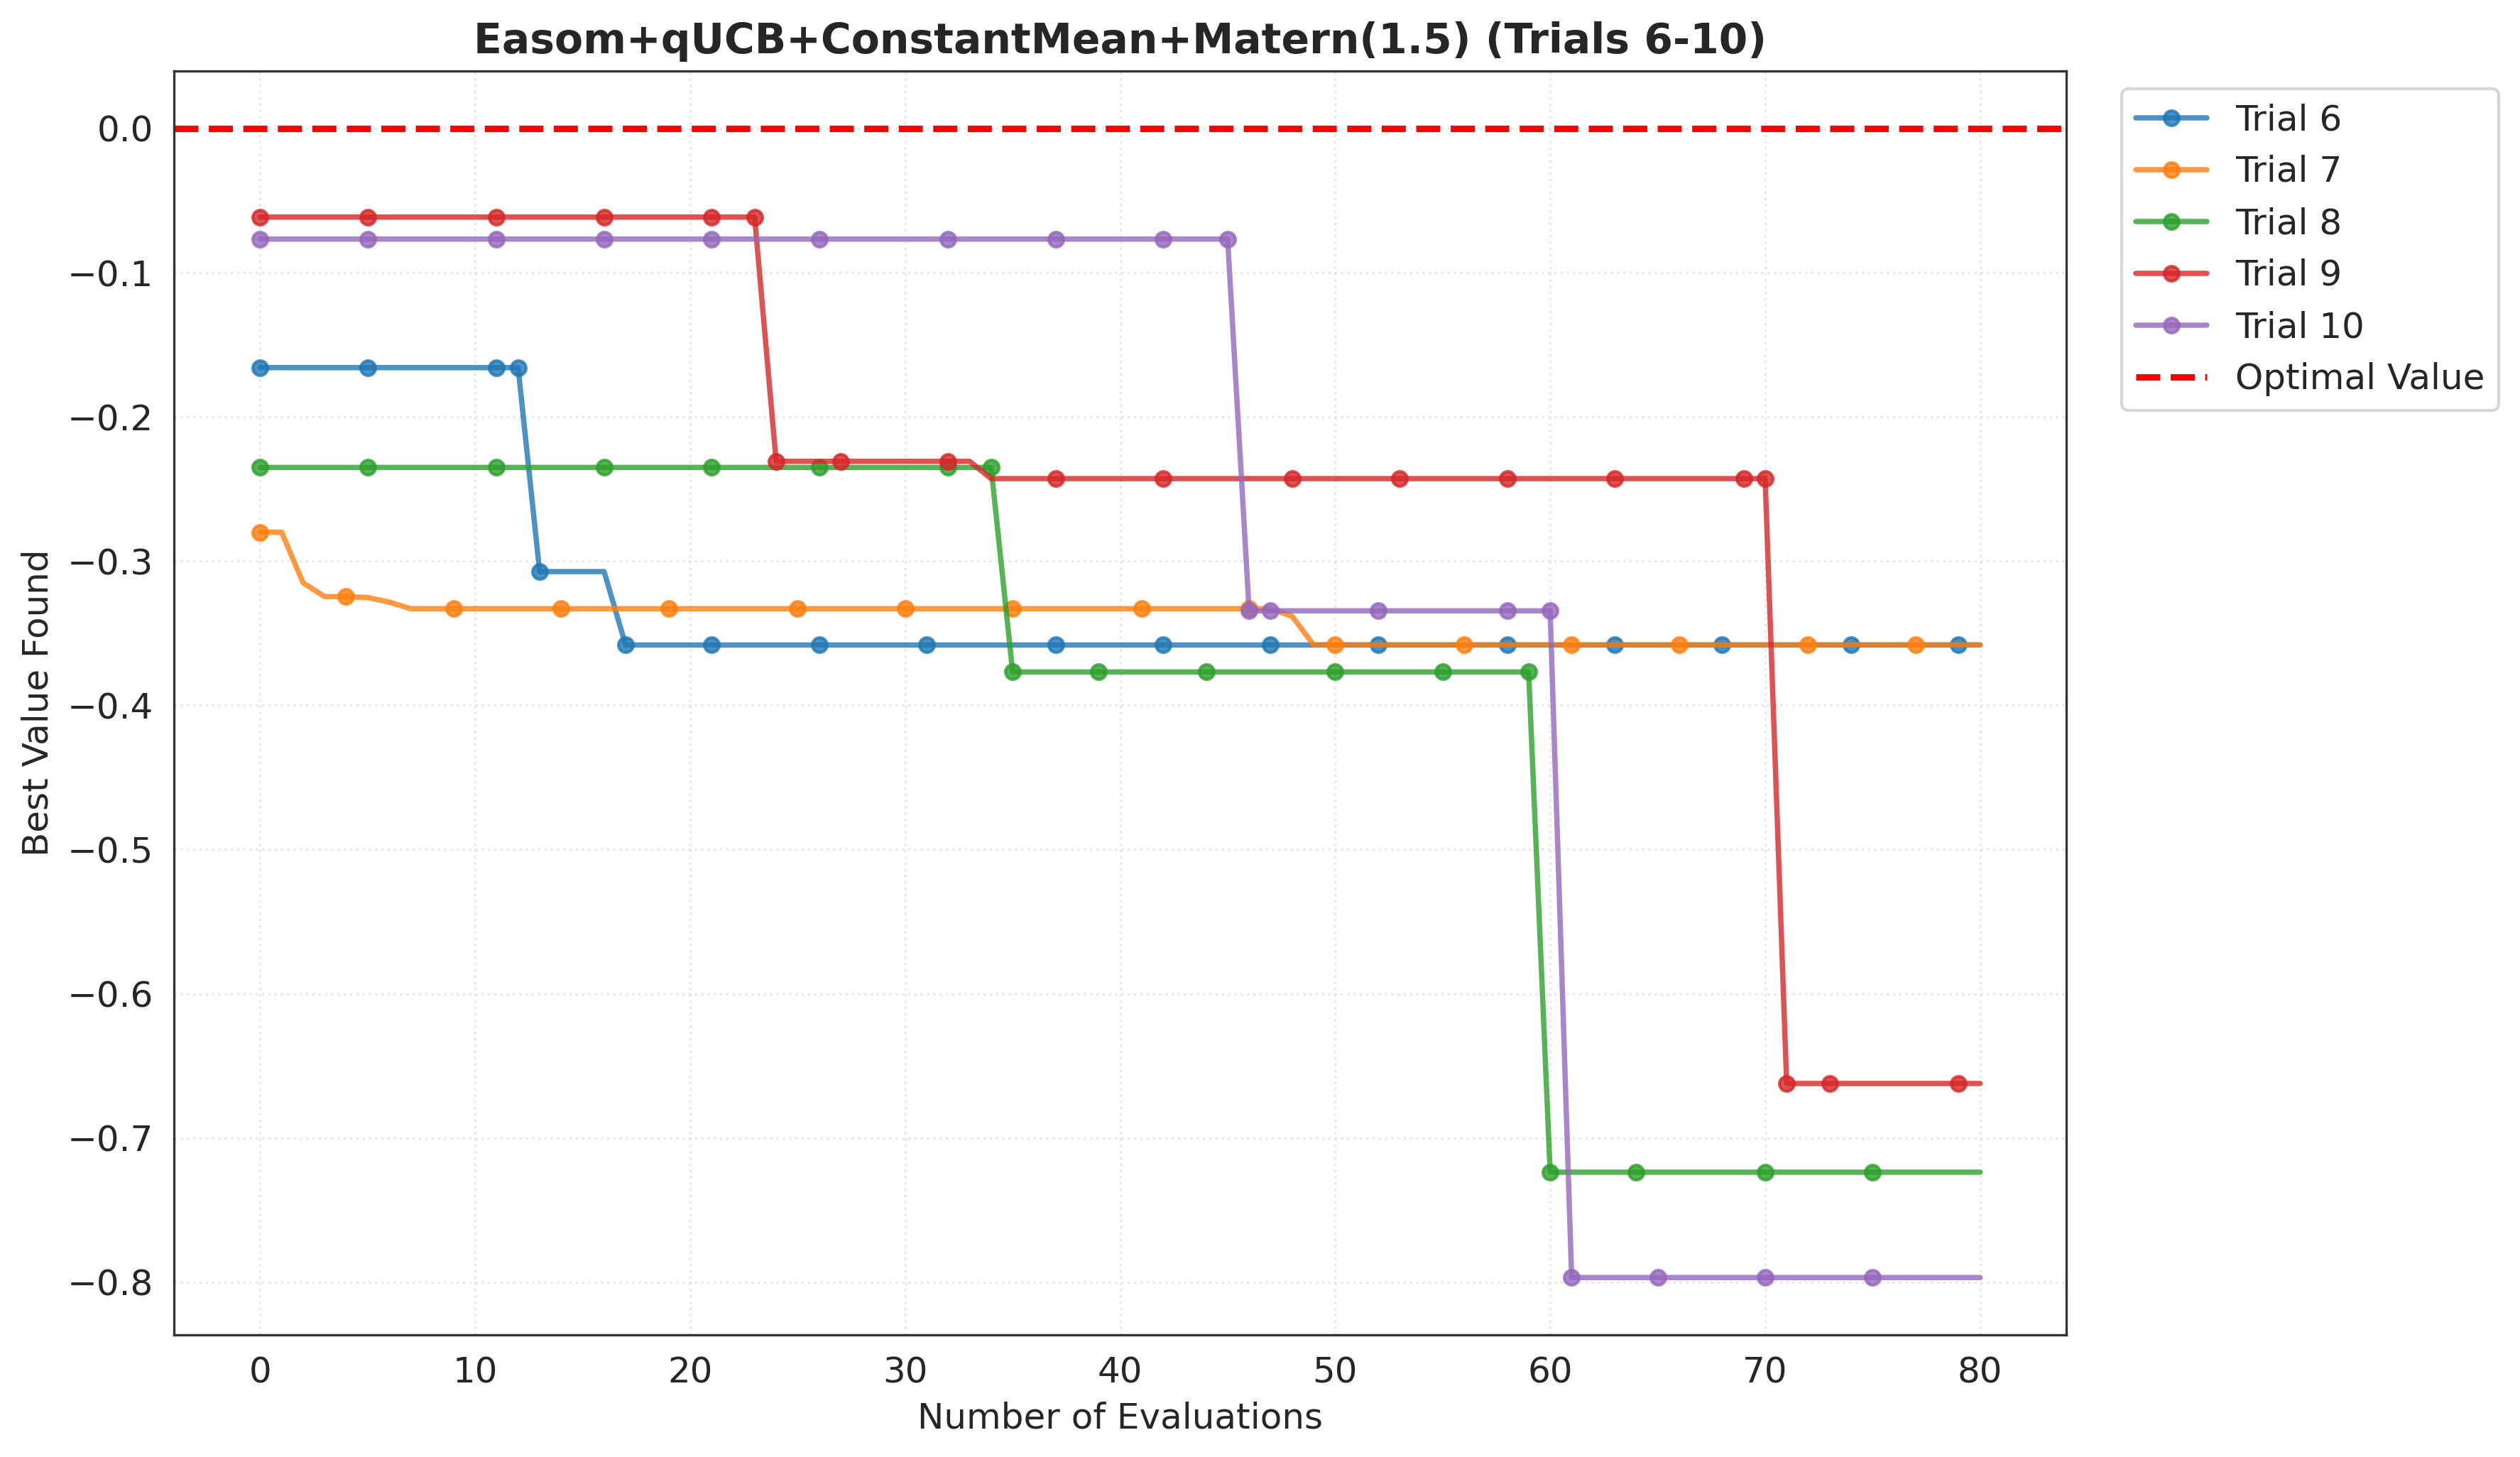 Easom+qUCB+ConstantMean+Matern(1.5) (Trials 6-10)
Best Value Found
0.0
−0.1
−0.2
−0.3
−0.4
−0.5
−0.6
−0.7
−0.8
0 10 20 30 40 50 60 70 80
Number of Evaluations
Trial 6
Trial 7
Trial 8
Trial 9
Trial 10
Optimal Value